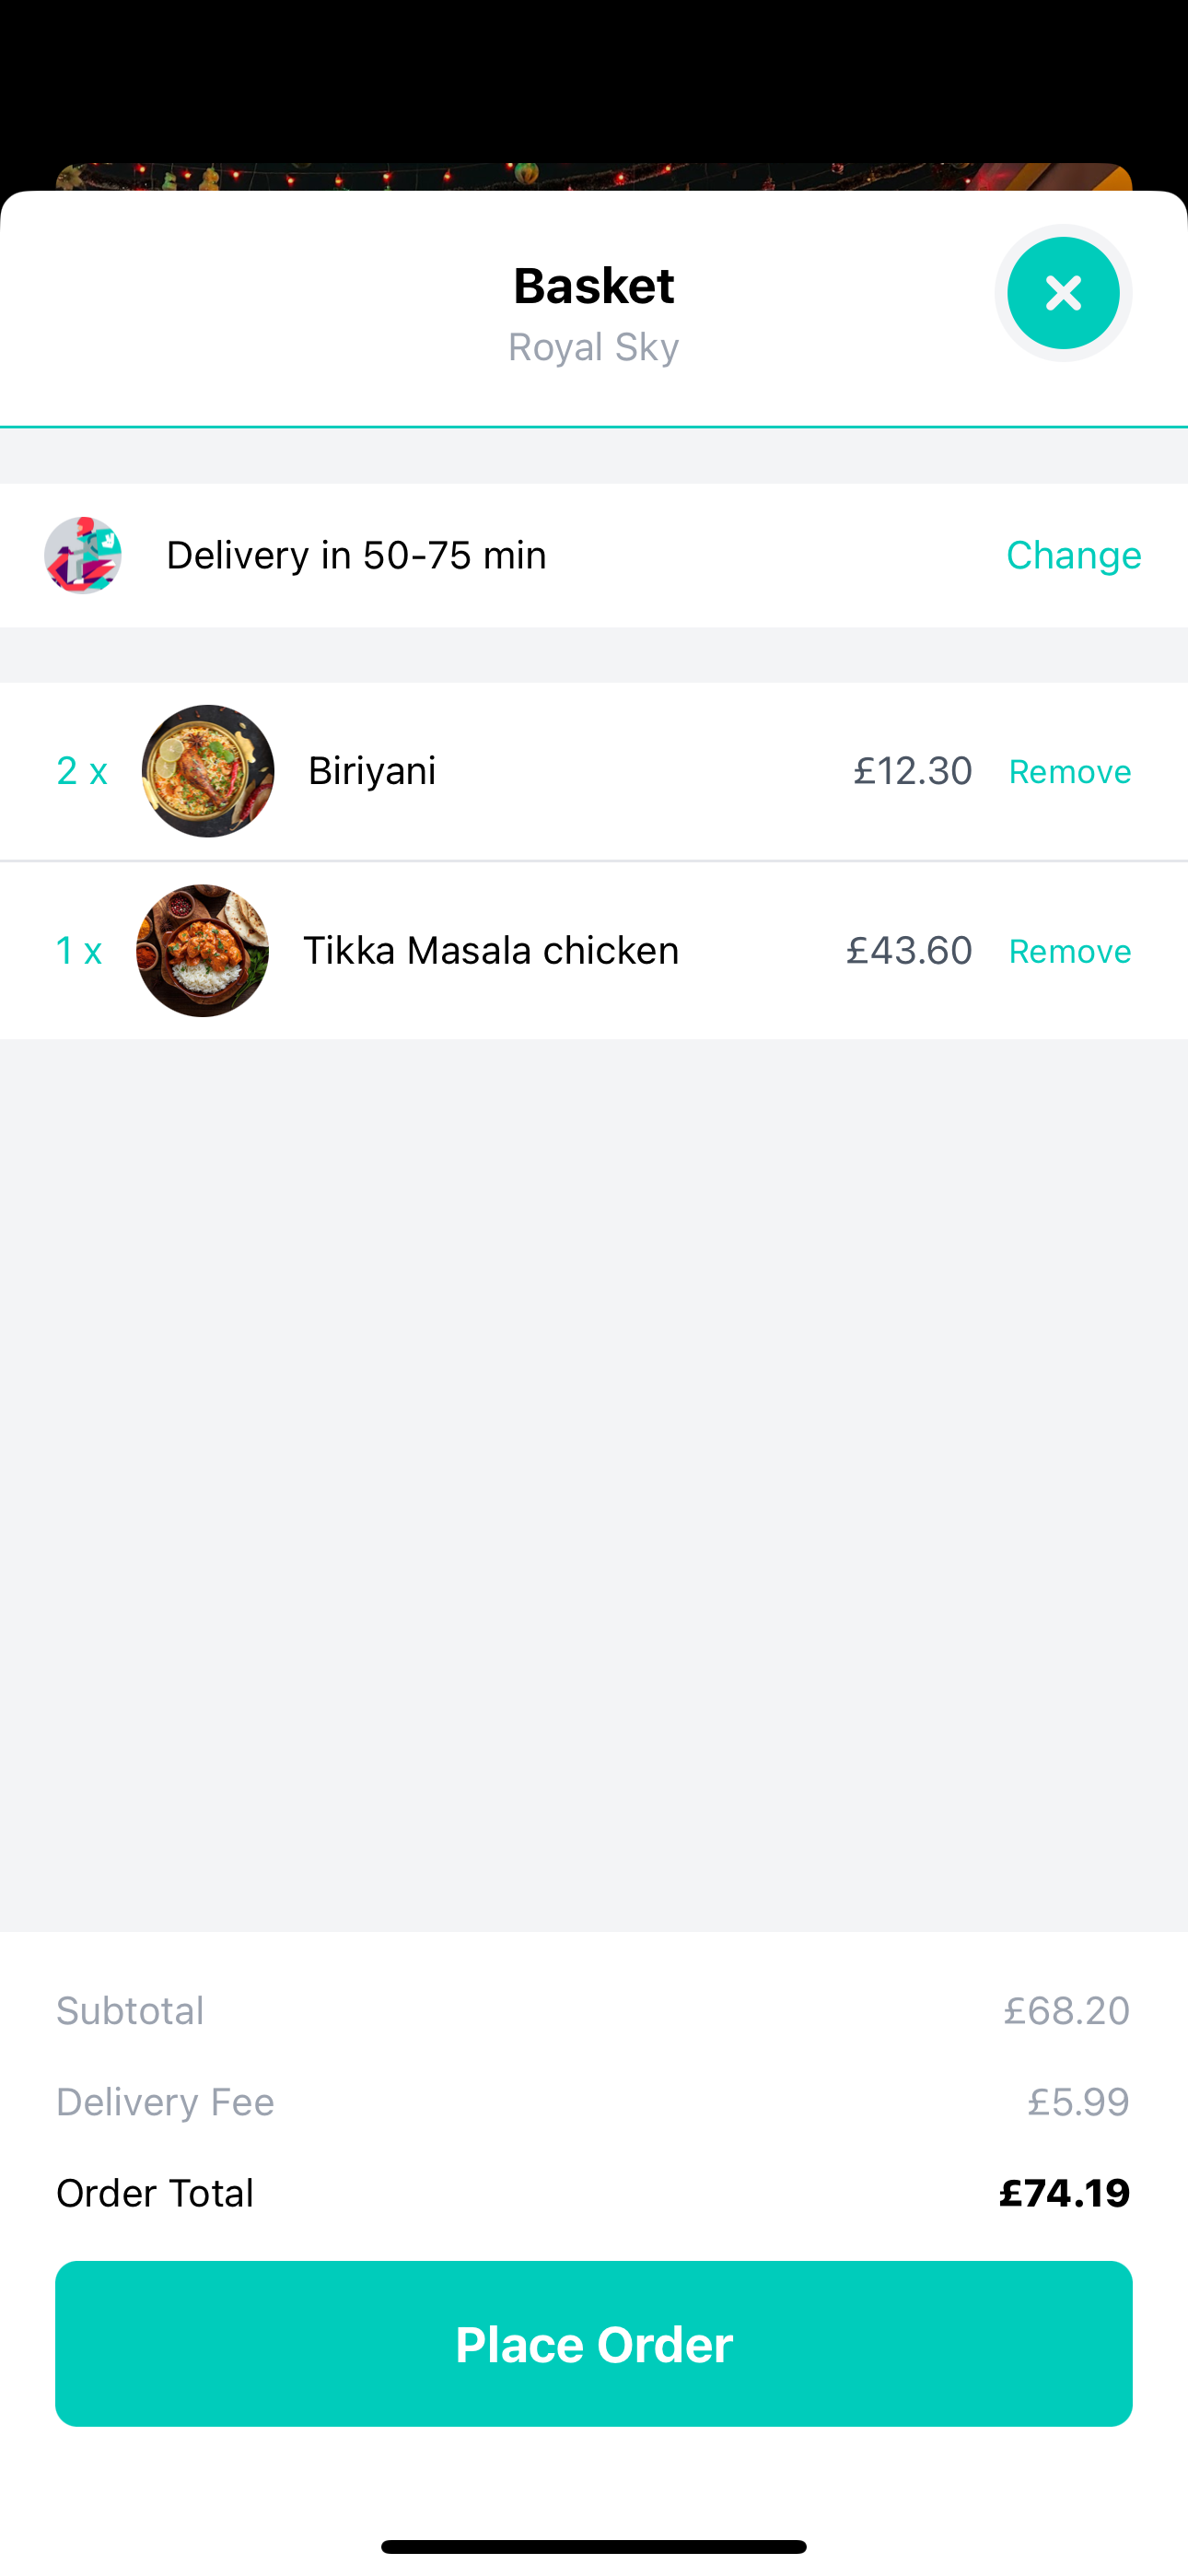 Basket
Royal Sky
Delivery in 50-75 min Change
2 x Biriyani £12.30 Remove
1 x Tikka Masala chicken £43.60 Remove
Subtotal £68.20
Delivery Fee £5.99
Order Total £74.19
Place Order